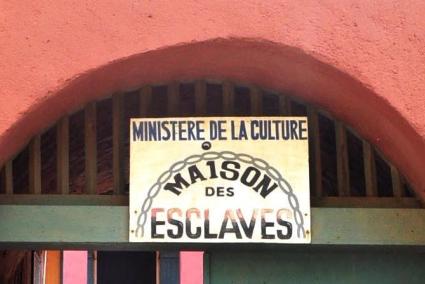 MINISTERE DE LA CULTURE
MAISON
DES
ESCLAVES